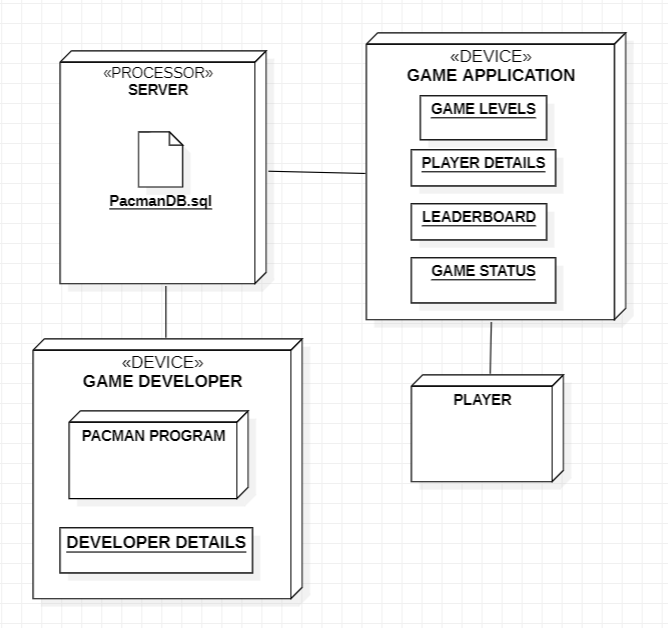 «PROCESSOR»
SERVER
PacmanDB.sql
«DEVICE»
GAME APPLICATION
GAME LEVELS
PLAYER DETAILS
LEADERBOARD
GAME STATUS
«DEVICE»
GAME DEVELOPER
PACMAN PROGRAM
DEVELOPER DETAILS
PLAYER